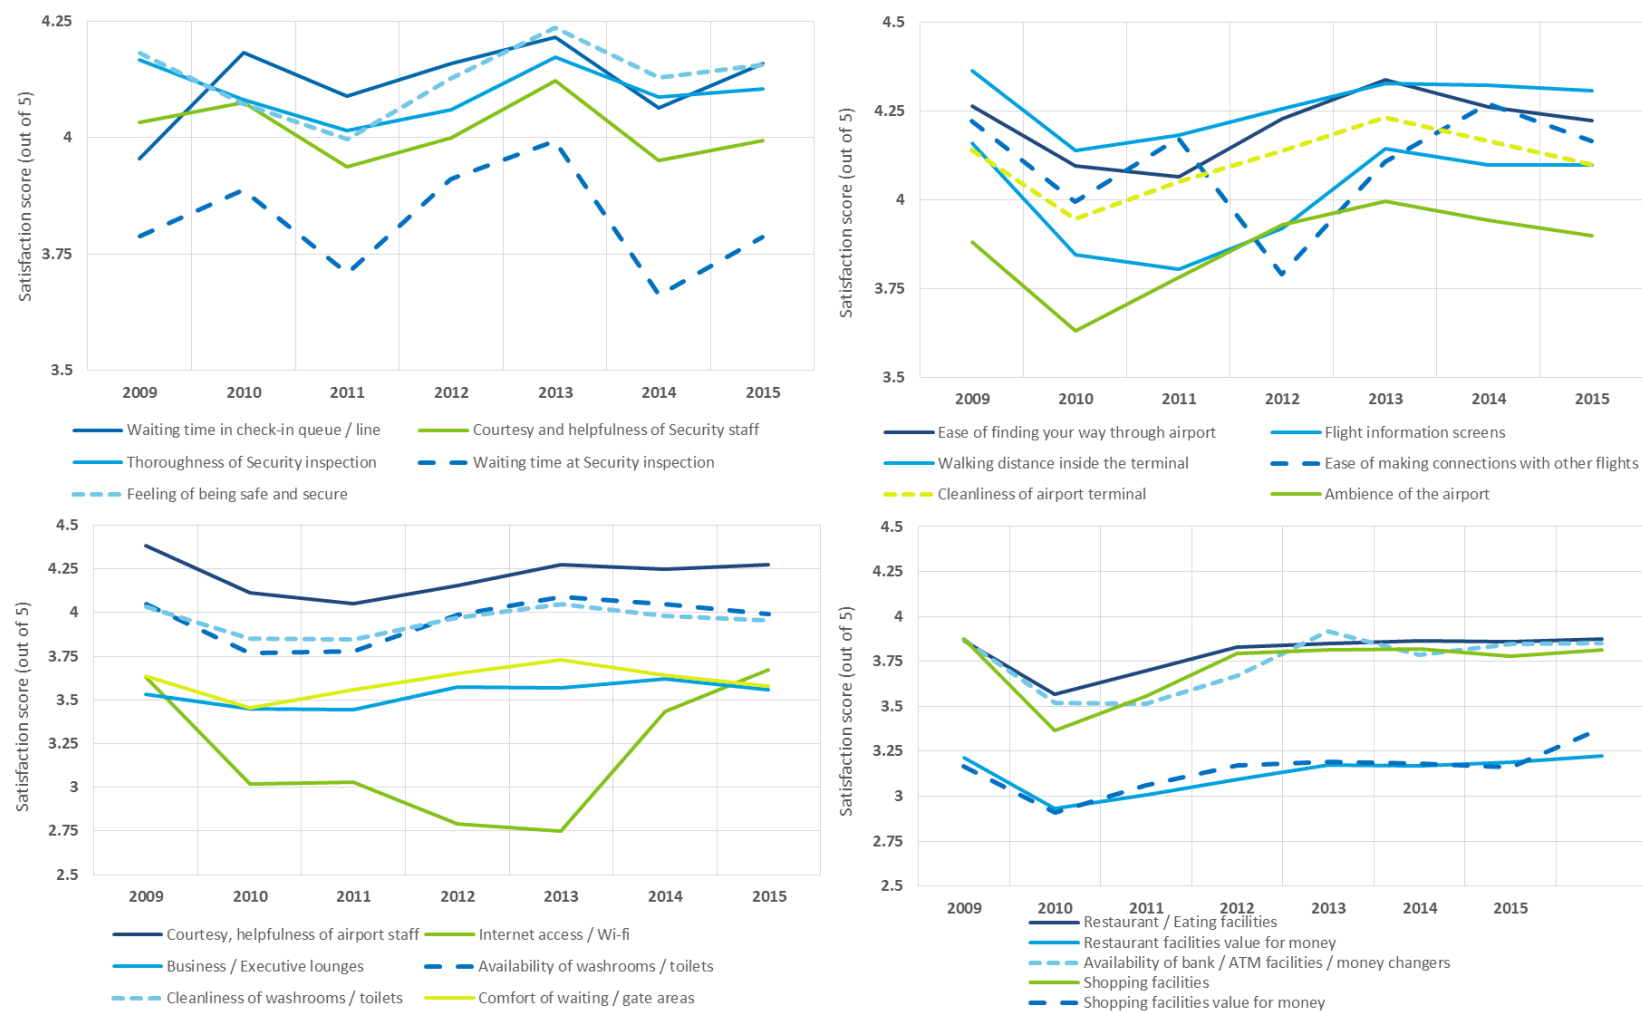 Satisfaction score (out of 5)
4.25
4
3.75
3.5
2009 2010 2011 2012 2013 2014 2015
Waiting time in check-in queue / line
Courtesy and helpfulness of Security staff
Thoroughness of Security inspection
Waiting time at Security inspection
Feeling of being safe and secure
Satisfaction score (out of 5)
4.5
4.25
4
3.75
3.5
2009 2010 2011 2012 2013 2014 2015
Ease of finding your way through airport
Flight information screens
Walking distance inside the terminal
Ease of making connections with other flights
Cleanliness of airport terminal
Ambience of the airport
Satisfaction score (out of 5)
4.5
4.25
4
3.75
3.5
3.25
3
2.75
2.5
2009 2010 2011 2012 2013 2014 2015
Courtesy, helpfulness of airport staff
Internet access / Wi-fi
Business / Executive lounges
Availability of washrooms / toilets
Cleanliness of washrooms / toilets
Comfort of waiting / gate areas
Satisfaction score (out of 5)
4.5
4.25
4
3.75
3.5
3.25
3
2.75
2.5
2009 2010 2011 2012 2013 2014 2015
Restaurant / Eating facilities
Restaurant facilities value for money
Availability of bank / ATM facilities / money changers
Shopping facilities
Shopping facilities value for money